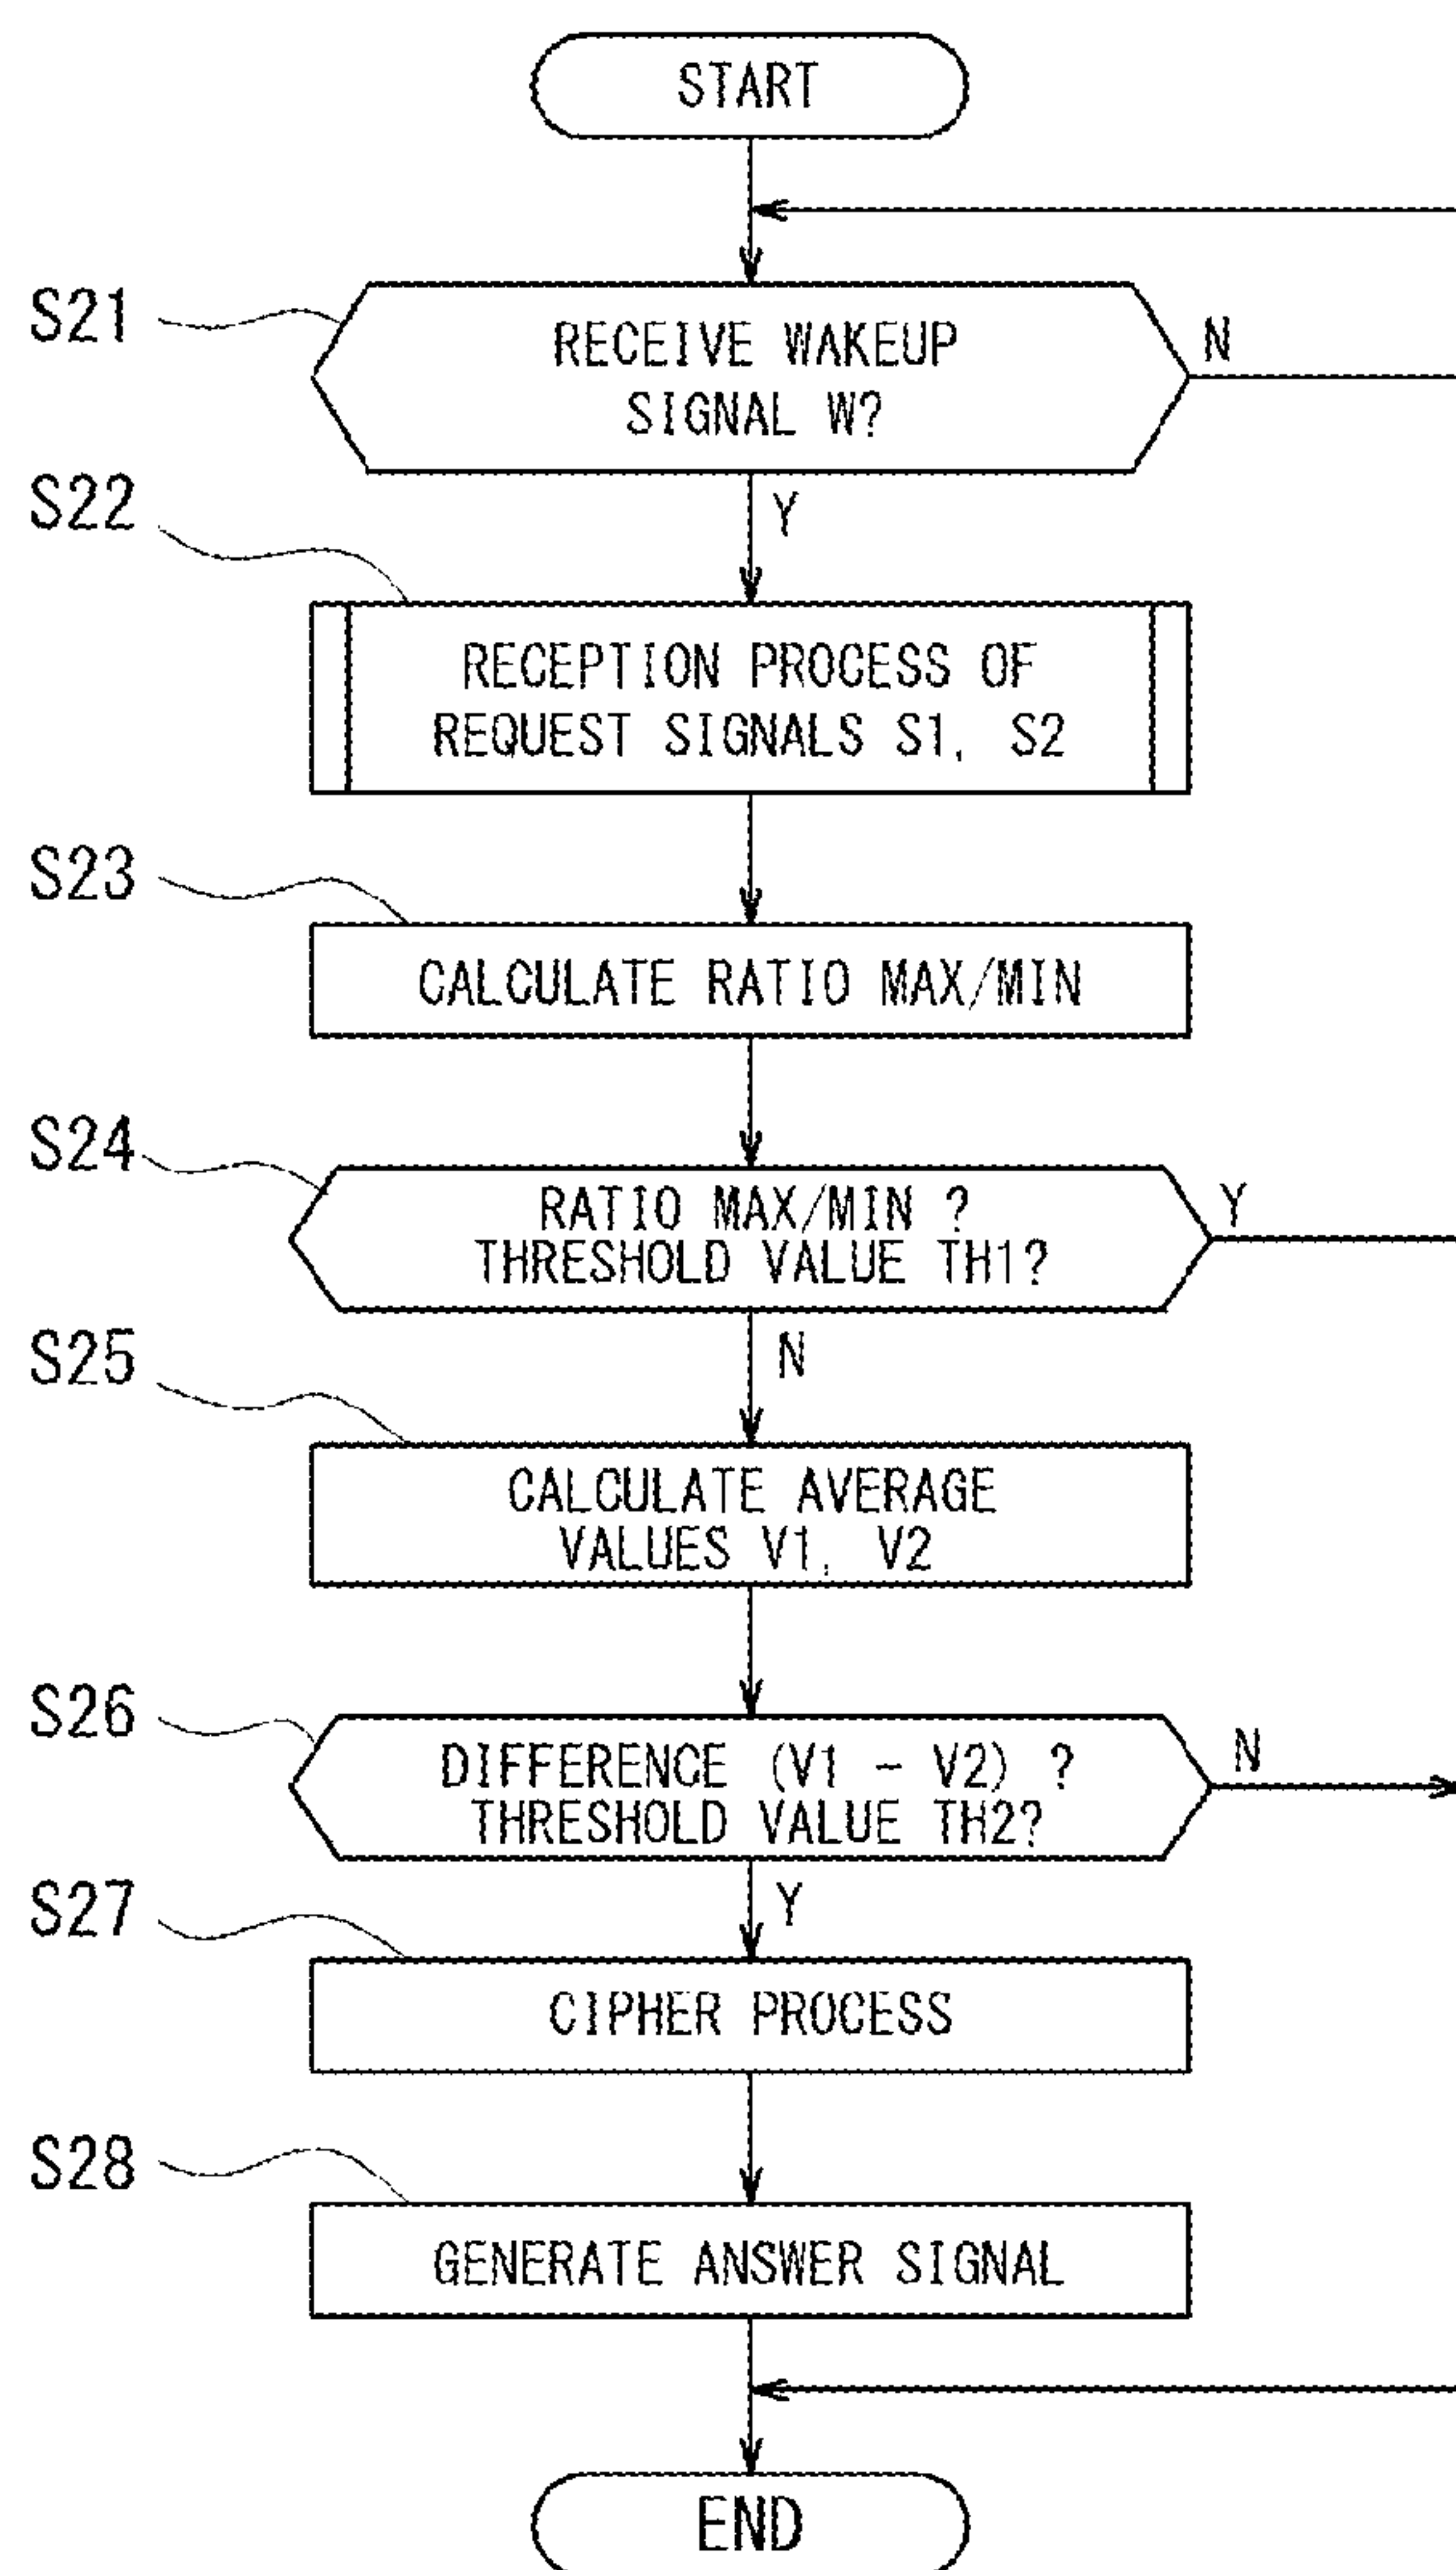 START
S21
RECEIVE WAKEUP
SIGNAL W?
N
Y
S22
RECEPTION PROCESS OF
REQUEST SIGNALS S1, S2
S23
CALCULATE RATIO MAX/MIN
S24
RATIO MAX/MIN ?
THRESHOLD VALUE TH1?
Y
N
S25
CALCULATE AVERAGE
VALUES V1, V2
S26
DIFFERENCE (V1 - V2) ?
THRESHOLD VALUE TH2?
N
Y
S27
CIPHER PROCESS
S28
GENERATE ANSWER SIGNAL
END